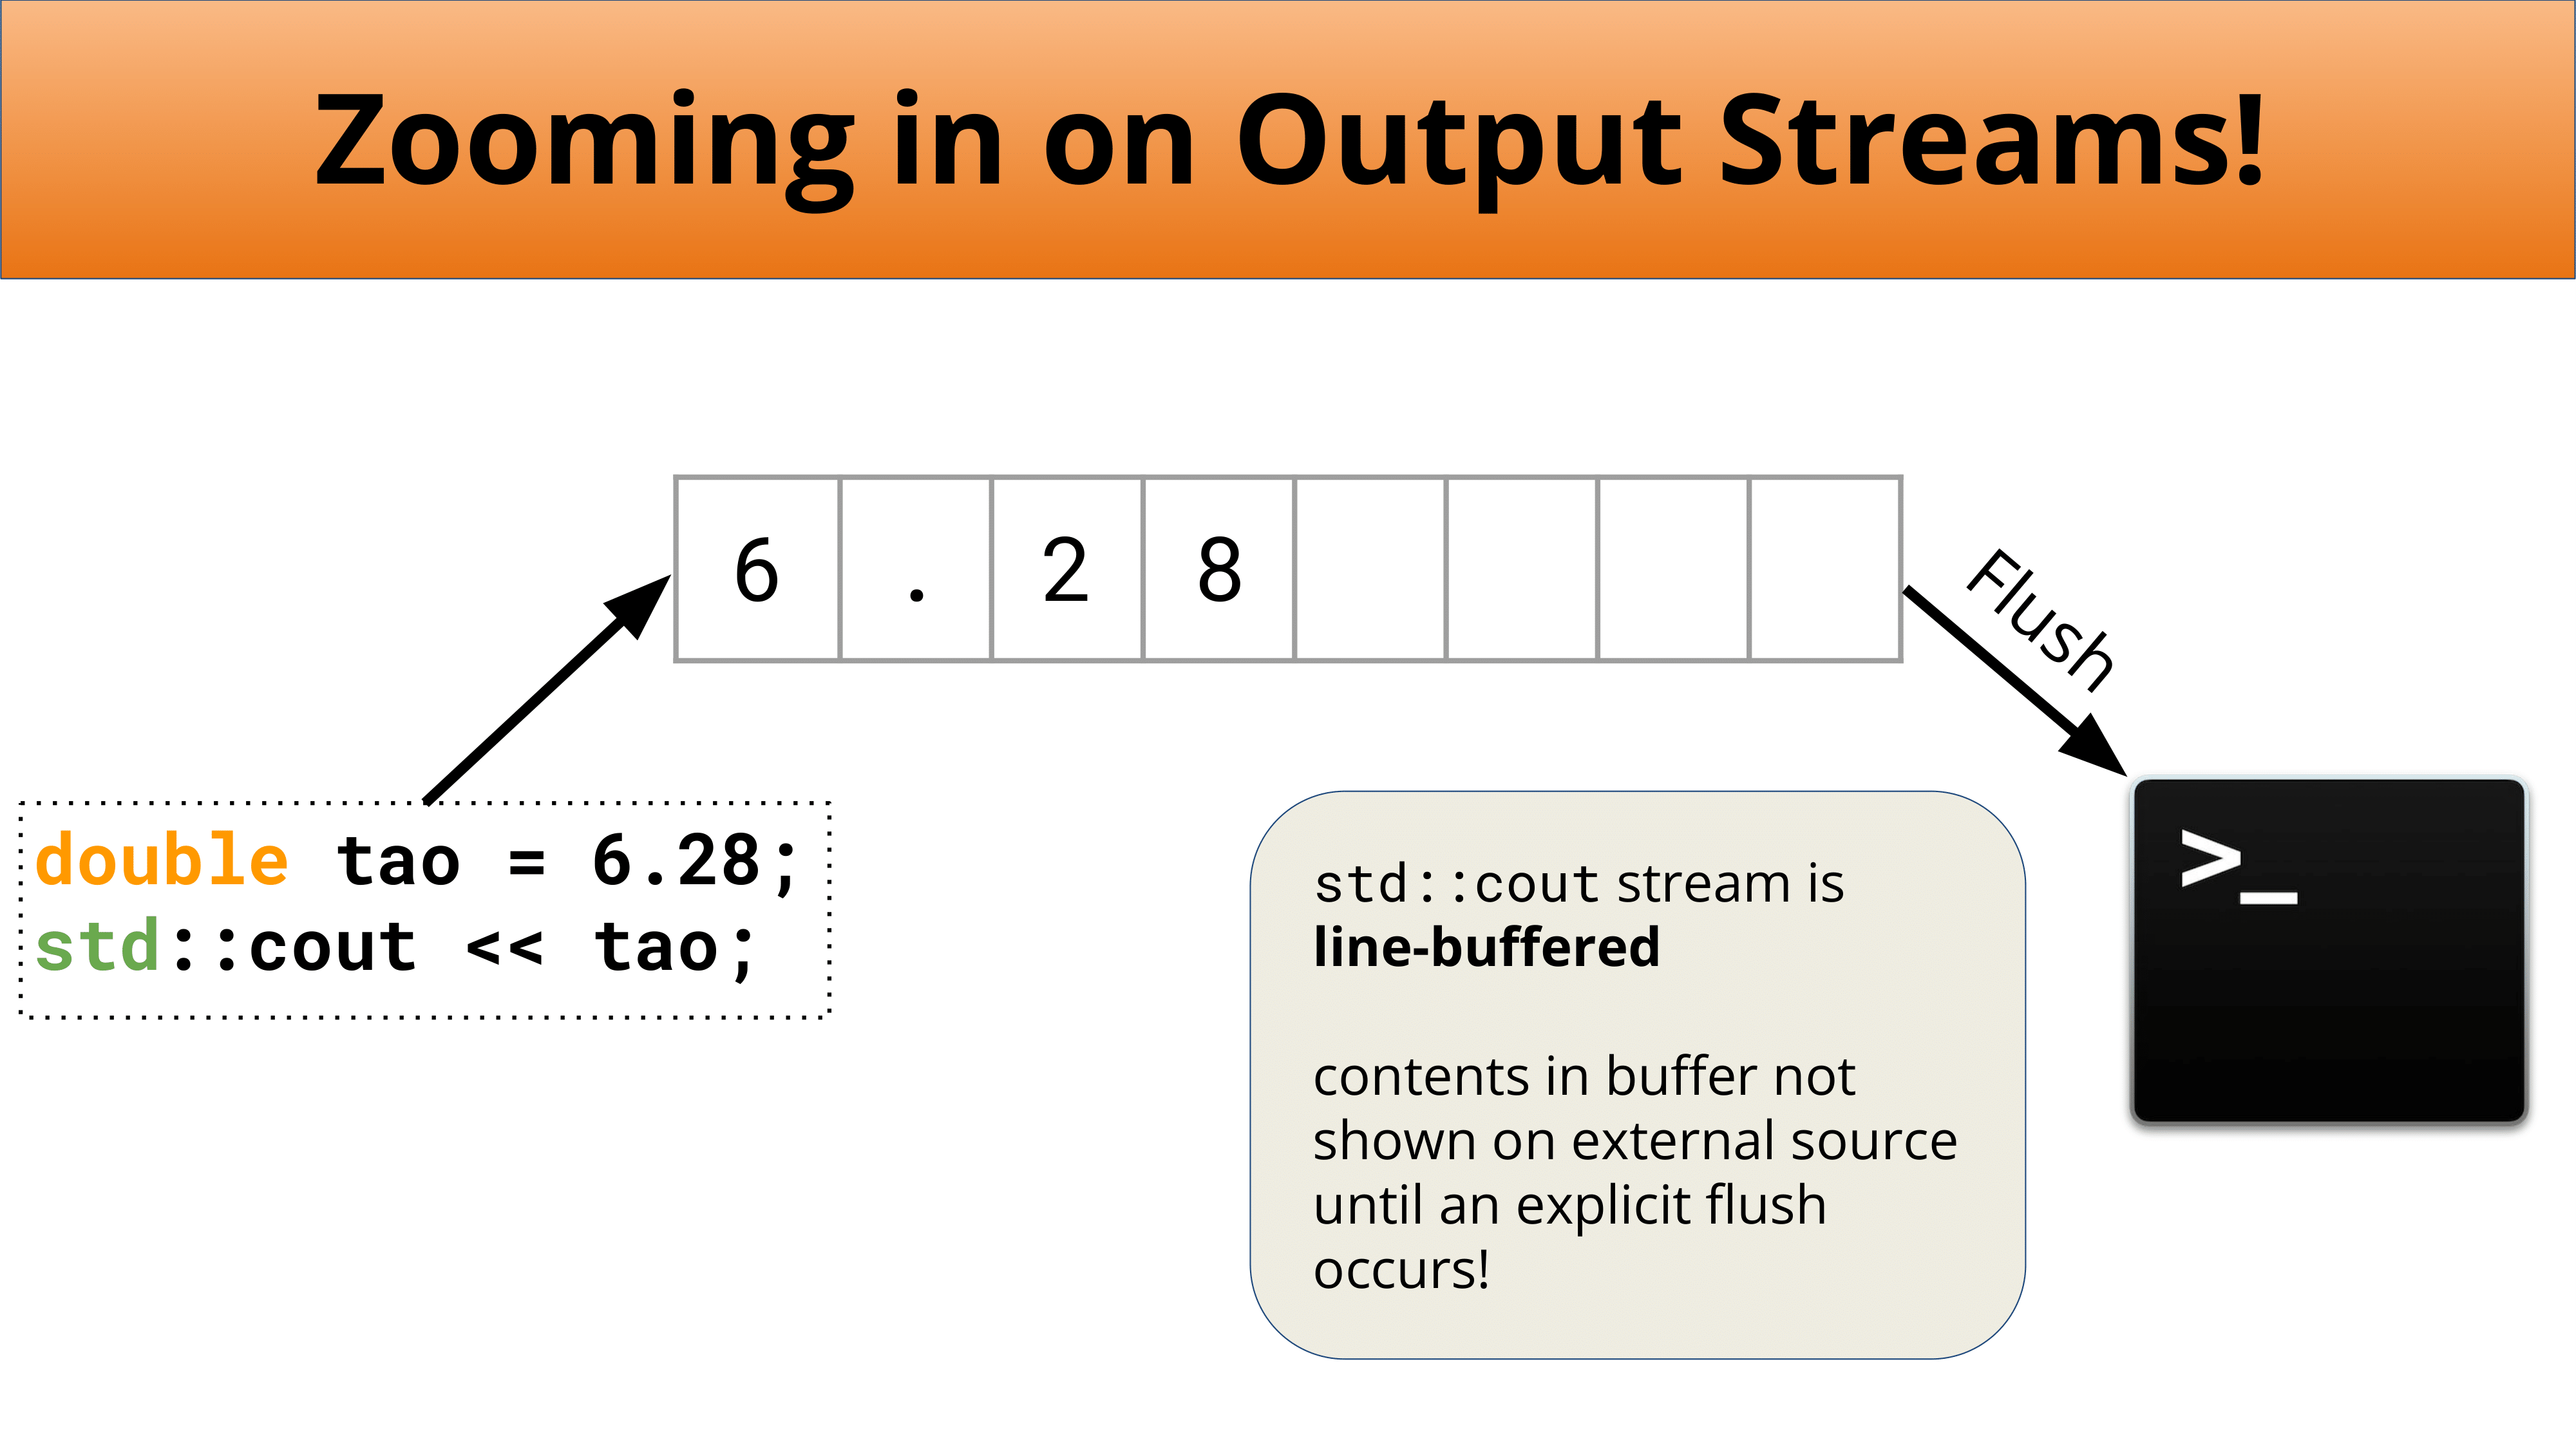 Zooming in on Output Streams!
6 . 2 8
Flush
double tao = 6.28;
std::cout << tao;
std::cout stream is
line-buffered
contents in buffer not
shown on external source
until an explicit flush
occurs!
>_